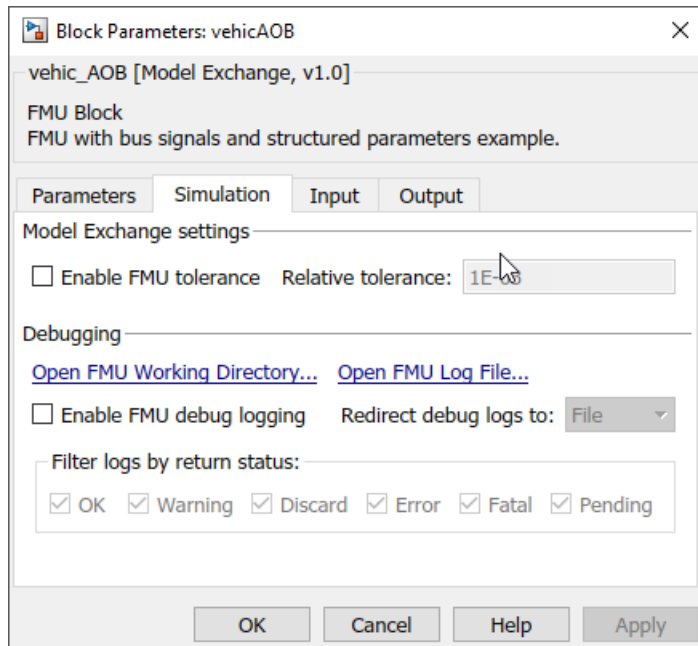 Block Parameters: vehicAOB
vehic_AOB [Model Exchange, v1.0]
FMU Block
FMU with bus signals and structured parameters example.
Parameters Simulation Input Output
Model Exchange settings
Enable FMU tolerance Relative tolerance:
Debugging
Open FMU Working Directory... Open FMU Log File...
Enable FMU debug logging Redirect debug logs to: File
Filter logs by return status:
OK Warning Discard Error Fatal Pending
OK Cancel Help Apply